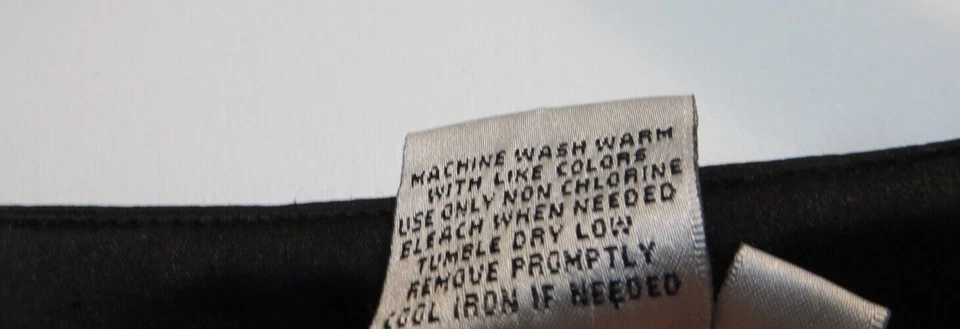 MACHINE WASH WARM
WITH LIKE COLORS
USE ONLY NON CHLORINE
BLEACH WHEN NEEDED
TUMBLE DRY LOW
REMOVE PROMPTLY
COOL IRON IF NEEDED